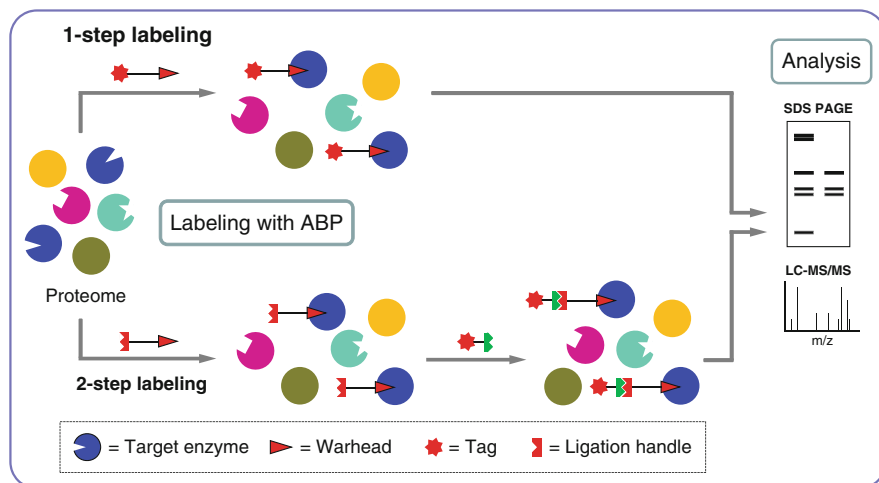 1-step labeling
Analysis
SDS PAGE
Labeling with ABP
Proteome
LC-MS/MS
m/z
2-step labeling
= Target enzyme = Warhead = Tag = Ligation handle